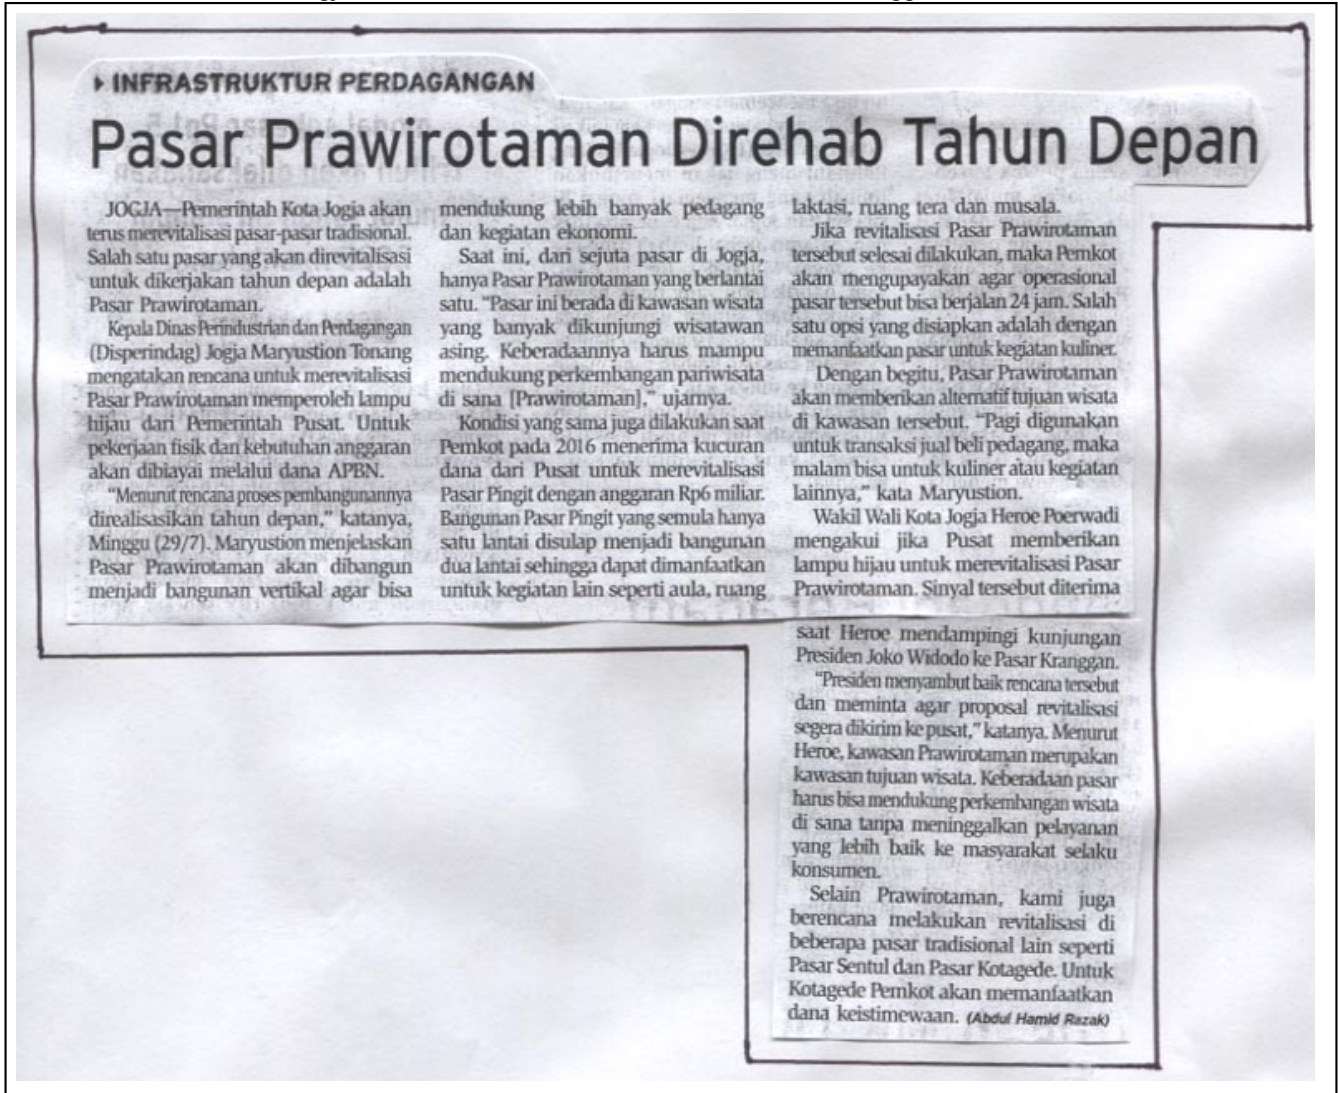 INFRASTRUKTUR PERDAGANGAN
Pasar Prawirotaman Direhab Tahun Depan
JOGJA—Pemerintah Kota Jogja akan
terus merevitalisasi pasar-pasar tradisional.
Salah satu pasar yang akan direvitalisasi
untuk dikerjakan tahun depan adalah
Pasar Prawirotaman.
Kepala Dinas Perindustrian dan Perdagangan
(Disperindag) Jogja Maryustion Tonang
mengatakan rencana untuk merevitalisasi
Pasar Prawirotaman memperoleh lampu
hijau dari Pemerintah Pusat. Untuk
pekerjaan fisik dan kebutuhan anggaran
akan dibiayai melalui dana APBN.
"Menurut rencana proses pembangunannya
direalisasikan tahun depan," katanya,
Minggu (29/7). Maryustion menjelaskan
Pasar Prawirotaman akan dibangun
menjadi bangunan vertikal agar bisa
mendukung lebih banyak pedagang
dan kegiatan ekonomi.
Saat ini, dari sejuta pasar di Jogja,
hanya Pasar Prawirotaman yang berlantai
satu. "Pasar ini berada di kawasan wisata
yang banyak dikunjungi wisatawan
asing. Keberadaannya harus mampu
mendukung perkembangan pariwisata
di sana [Prawirotaman]," ujarnya.
Kondisi yang sama juga dilakukan saat
Pemkot pada 2016 menerima kucuran
dana dari Pusat untuk merevitalisasi
Pasar Pingit dengan anggaran Rp6 miliar.
Bangunan Pasar Pingit yang semula hanya
satu lantai disulap menjadi bangunan
dua lantai sehingga dapat dimanfaatkan
untuk kegiatan lain seperti aula, ruang
laktasi, ruang tera dan musala.
Jika revitalisasi Pasar Prawirotaman
tersebut selesai dilakukan, maka Pemkot
akan mengupayakan agar operasional
pasar tersebut bisa berjalan 24 jam. Salah
satu opsi yang disiapkan adalah dengan
memanfaatkan pasar untuk kegiatan kuliner.
Dengan begitu, Pasar Prawirotaman
akan memberikan alternatif tujuan wisata
di kawasan tersebut. "Pagi digunakan
untuk transaksi jual beli pedagang, maka
malam bisa untuk kuliner atau kegiatan
lainnya," kata Maryustion.
Wakil Wali Kota Jogja Heroe Poerwadi
mengakui jika Pusat memberikan
lampu hijau untuk merevitalisasi Pasar
Prawirotaman. Sinyal tersebut diterima
saat Heroe mendampingi kunjungan
Presiden Joko Widodo ke Pasar Kranggan.
"Presiden menyambut baik rencana tersebut
dan meminta agar proposal revitalisasi
segera dikirim ke pusat," katanya. Menurut
Heroe, kawasan Prawirotaman merupakan
kawasan tujuan wisata. Keberadaan pasar
harus bisa mendukung perkembangan wisata
di sana tanpa meninggalkan pelayanan
yang lebih baik ke masyarakat selaku
konsumen.
Selain Prawirotaman, kami juga
berencana melakukan revitalisasi di
beberapa pasar tradisional lain seperti
Pasar Sentul dan Pasar Kotagede. Untuk
Kotagede Pemkot akan memanfaatkan
dana keistimewaan. (Abdul Hamid Razak)